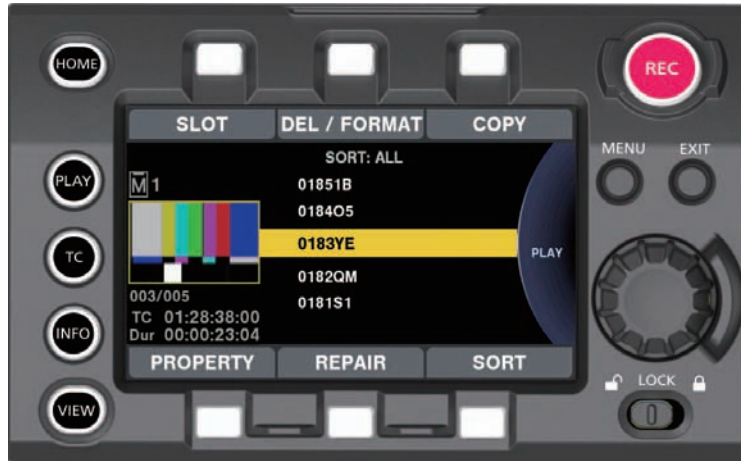 HOME
REC
SLOT
DEL / FORMAT
COPY
MENU
EXIT
SORT: ALL
PLAY
M 1
01851B
0184O5
0183YE
PLAY
TC
0182QM
003/005
0181S1
TC 01:28:38:00
INFO
Dur 00:00:23:04
PROPERTY
REPAIR
SORT
LOCK
VIEW
0